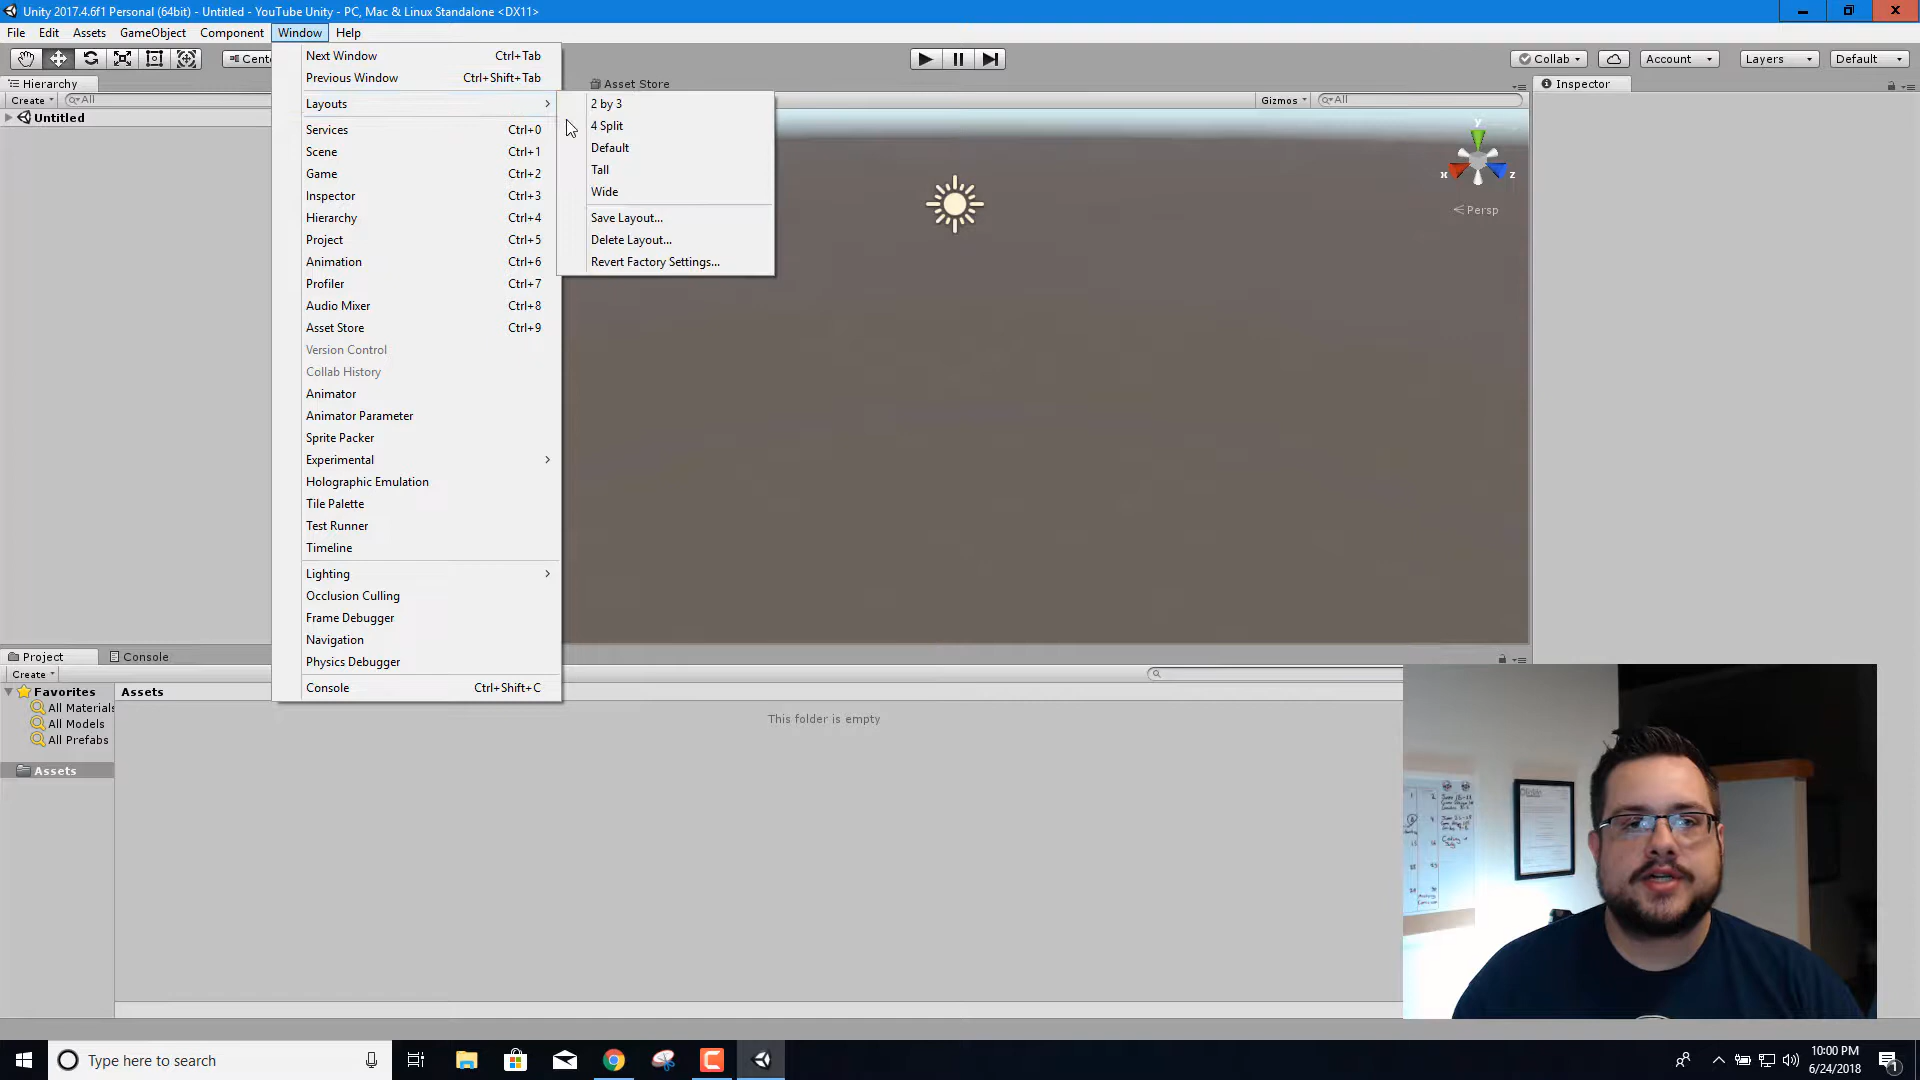 Unity 2017.4.6f1 Personal (64bit) - Untitled - YouTube Unity - PC, Mac & Linux Standalone <DX11>
File Edit Assets GameObject Component Window Help
Collab Account Layers Default
Hierarchy
Asset Store
Inspector
Create All
Gizmos All
Untitled
Next Window Ctrl+Tab
Previous Window Ctrl+Shift+Tab
Layouts
Services Ctrl+0
Scene Ctrl+1
Game Ctrl+2
Inspector Ctrl+3
Hierarchy Ctrl+4
Project Ctrl+5
Animation Ctrl+6
Profiler Ctrl+7
Audio Mixer Ctrl+8
Asset Store Ctrl+9
Version Control
Collab History
Animator
Animator Parameter
Sprite Packer
Experimental
Holographic Emulation
Tile Palette
Test Runner
Timeline
Lighting
Occlusion Culling
Frame Debugger
Navigation
Physics Debugger
Console Ctrl+Shift+C
2 by 3
4 Split
Default
Tall
Wide
Save Layout...
Delete Layout...
Revert Factory Settings...
y
x z
Persp
Project Console
Create
Favorites
All Materials
All Models
All Prefabs
Assets
Assets
This folder is empty
Type here to search
10:00 PM
6/24/2018
1